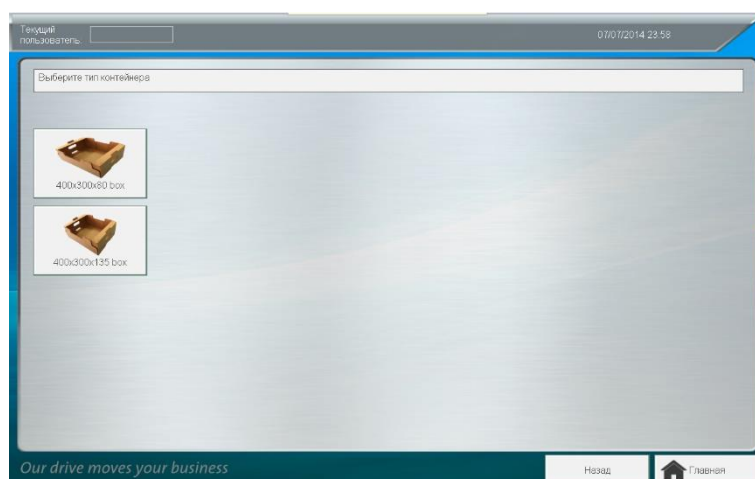 Текущий
пользователь:
07/07/2014 23:58
Выберите тип контейнера
400x300x80 box
400x300x135 box
Our drive moves your business
Назад
Главная